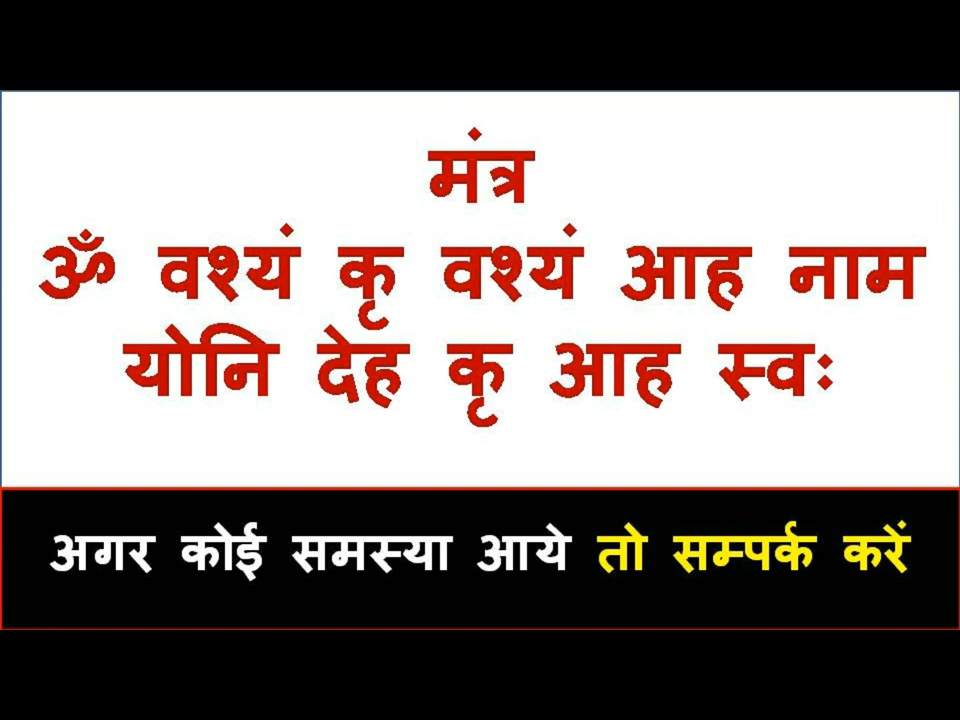 मंत्र
ॐ वश्यं कृ वश्यं आह नाम
योनि देह कृ आह स्वः
अगर कोई समस्या आये तो सम्पर्क करें